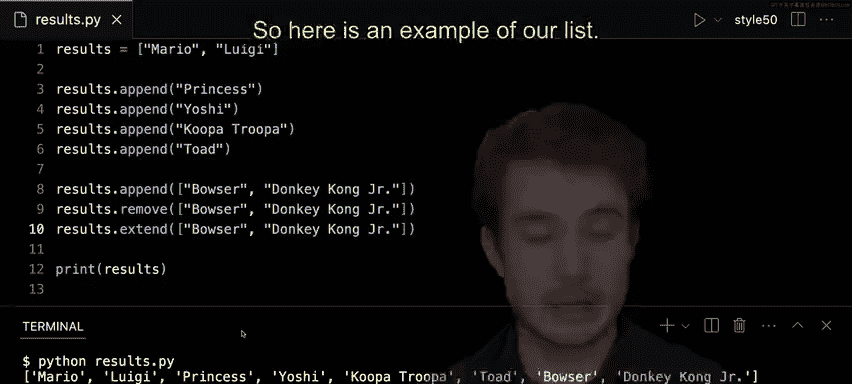 results.py
style50
So here is an example of our list.
1 results = ["Mario", "Luigi"]
2
3 results.append("Princess")
4 results.append("Yoshi")
5 results.append("Koopa Troopa")
6 results.append("Toad")
7
8 results.append(["Bowser", "Donkey Kong Jr."])
9 results.remove(["Bowser", "Donkey Kong Jr."])
10 results.extend(["Bowser", "Donkey Kong Jr."])
11
12 print(results)
13
TERMINAL
$ python results.py
['Mario', 'Luigi', 'Princess', 'Yoshi', 'Koopa Troopa', 'Toad', 'Bowser', 'Donkey Kong Jr.']